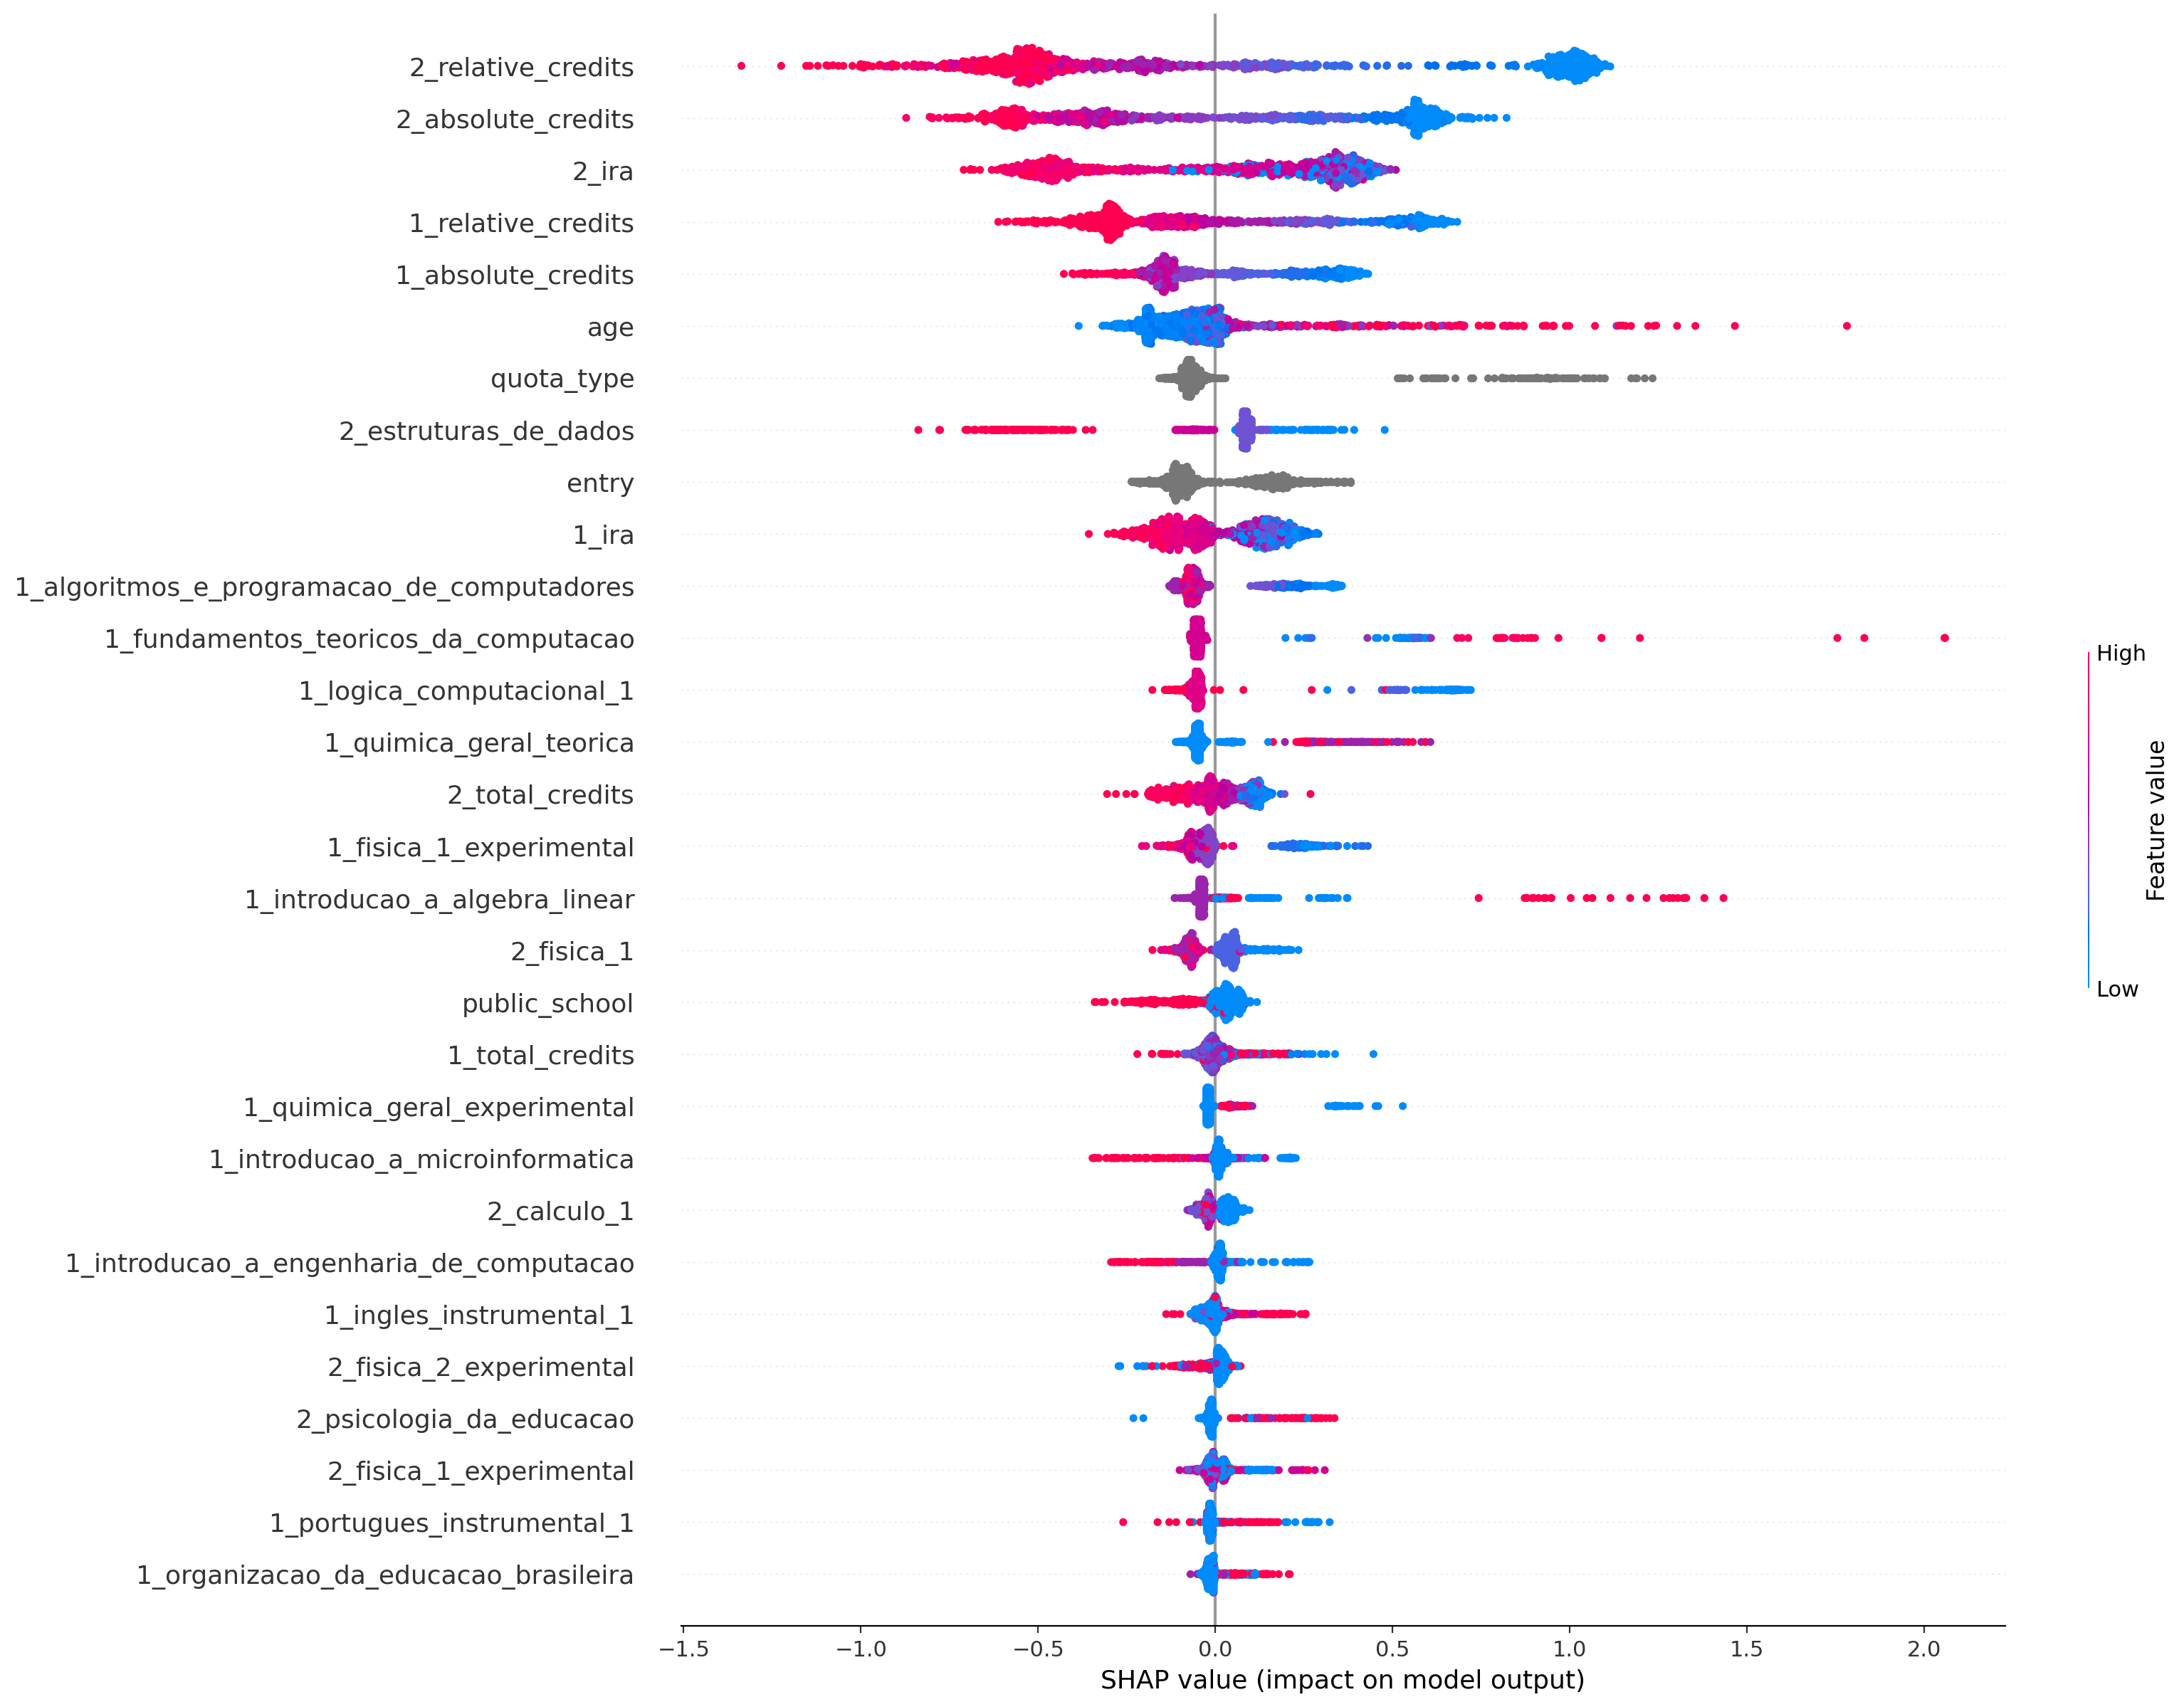 2_relative_credits
2_absolute_credits
2_ira
1_relative_credits
1_absolute_credits
age
quota_type
2_estruturas_de_dados
entry
1_ira
1_algoritmos_e_programacao_de_computadores
1_fundamentos_teoricos_da_computacao
1_logica_computacional_1
1_quimica_geral_teorica
2_total_credits
1_fisica_1_experimental
1_introducao_a_algebra_linear
2_fisica_1
public_school
1_total_credits
1_quimica_geral_experimental
1_introducao_a_microinformatica
2_calculo_1
1_introducao_a_engenharia_de_computacao
1_ingles_instrumental_1
2_fisica_2_experimental
2_psicologia_da_educacao
2_fisica_1_experimental
1_portugues_instrumental_1
1_organizacao_da_educacao_brasileira
−1.5 −1.0 −0.5 0.0 0.5 1.0 1.5 2.0
SHAP value (impact on model output)
High
Feature value
Low